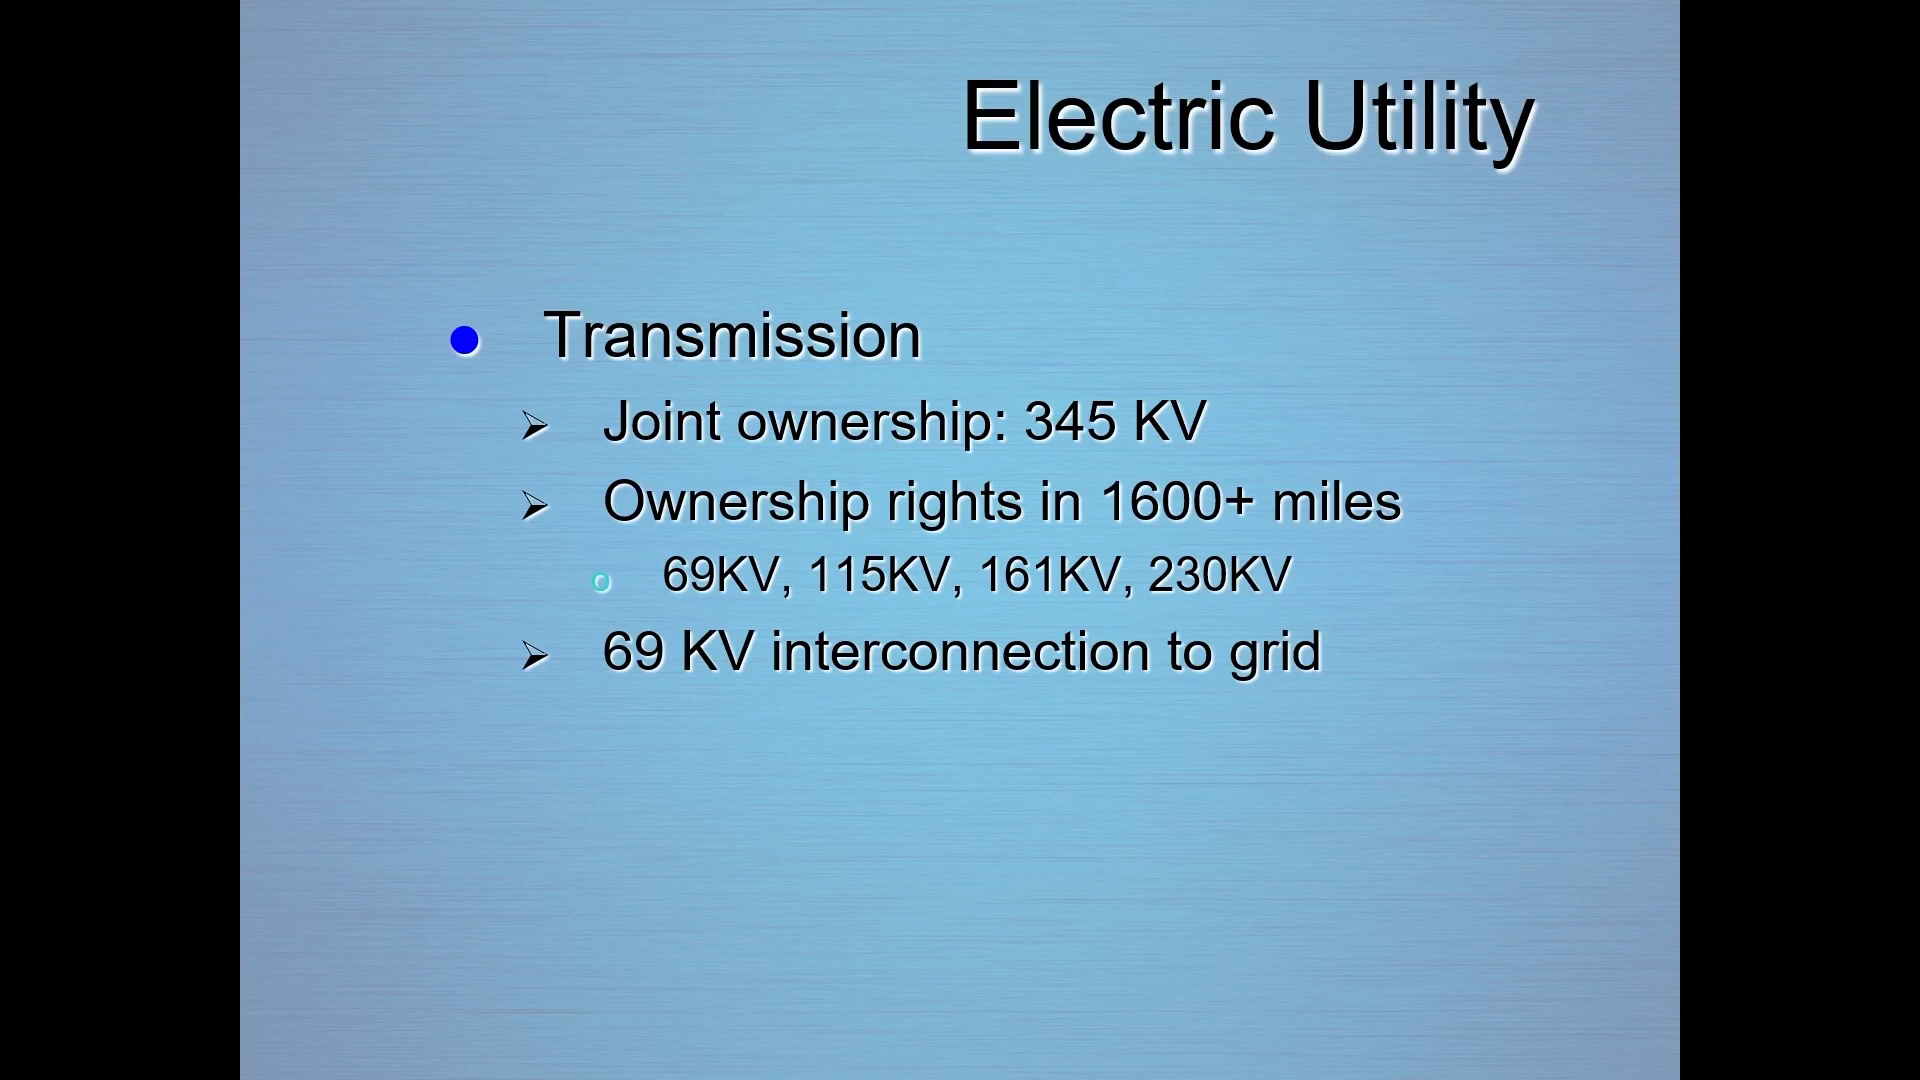 Electric Utility
Transmission
Joint ownership: 345 KV
Ownership rights in 1600+ miles
69KV, 115KV, 161KV, 230KV
69 KV interconnection to grid